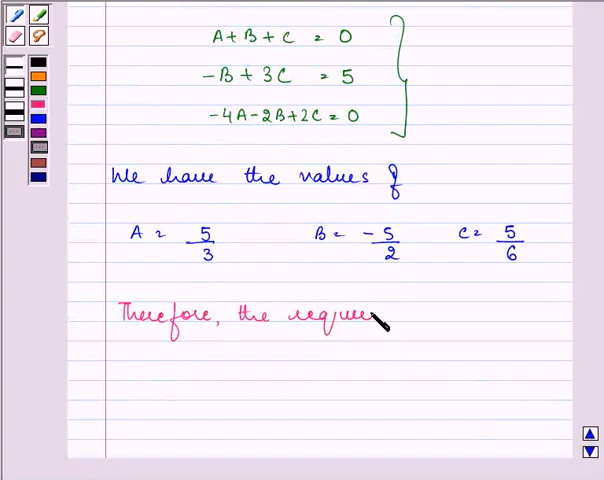 A + B + C = 0
-B + 3C = 5
-4A - 2B + 2C = 0
We have the values of
A = 5/3 B = -5/2 C = 5/6
Therefore, the requre